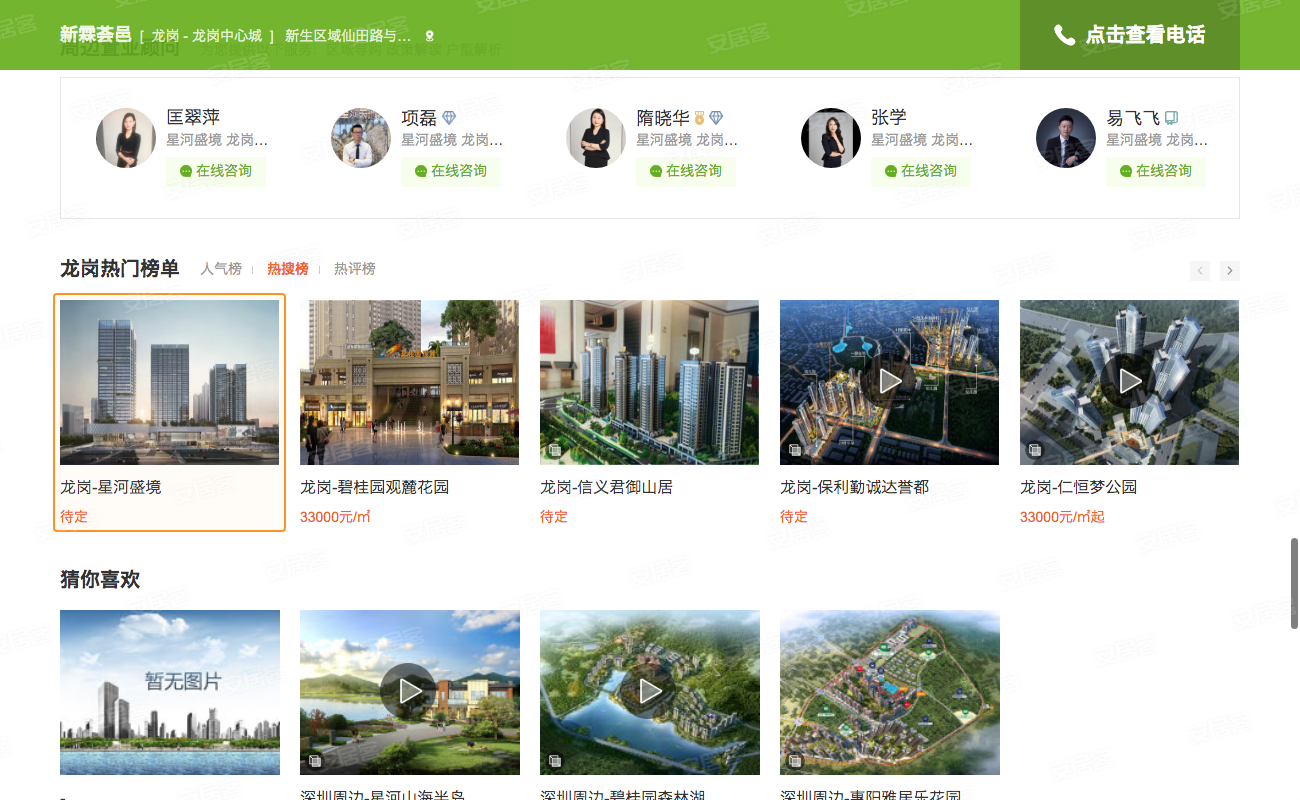 新霖荟邑 [ 龙岗 - 龙岗中心城 ] 新生区域仙田路与…
点击查看电话
周边置业顾问
匡翠萍
星河盛境 龙岗…
在线咨询
项磊
星河盛境 龙岗…
在线咨询
隋晓华
星河盛境 龙岗…
在线咨询
张学
星河盛境 龙岗…
在线咨询
易飞飞
星河盛境 龙岗…
在线咨询
龙岗热门榜单 人气榜 热搜榜 热评榜
龙岗-星河盛境
待定
龙岗-碧桂园观麓花园
33000元/㎡
龙岗-信义君御山居
待定
龙岗-保利勤诚达誉都
待定
龙岗-仁恒梦公园
33000元/㎡起
猜你喜欢
暂无图片
-
深圳周边-星河山海半岛
深圳周边-碧桂园森林湖
深圳周边-惠阳雅居乐花园
安居客